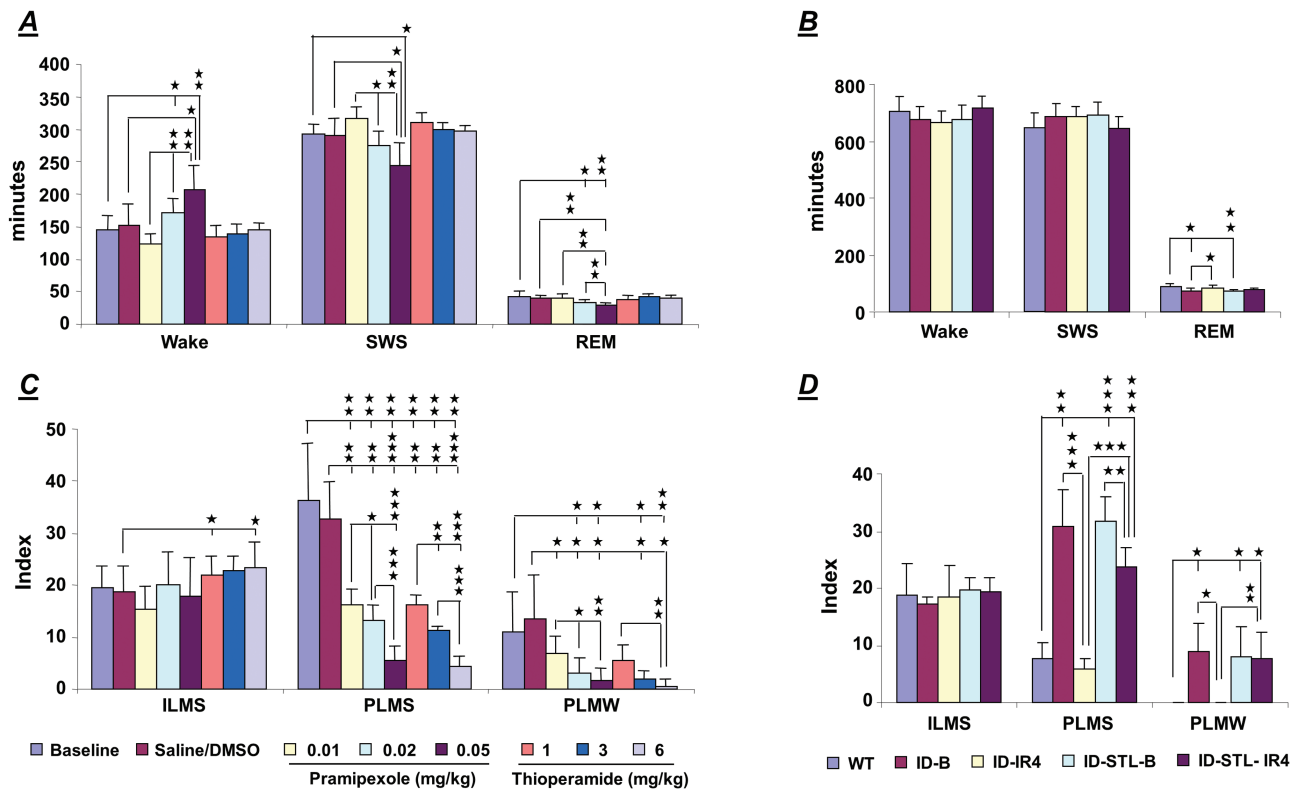 A
minutes
400
350
300
250
200
150
100
50
0
Wake
SWS
REM
B
minutes
800
600
400
200
0
Wake
SWS
REM
C
Index
50
40
30
20
10
0
ILMS
PLMS
PLMW
Baseline Saline/DMSO 0.01 0.02 0.05 1 3 6
Pramipexole (mg/kg) Thioperamide (mg/kg)
D
Index
40
30
20
10
0
ILMS
PLMS
PLMW
WT ID-B ID-IR4 ID-STL-B ID-STL- IR4